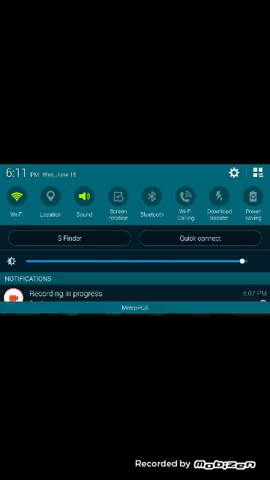 6:11 PM Wed, June 15
Wi-Fi
Location
Sound
Screen rotation
Bluetooth
Wi-Fi Calling
Download booster
Power saving
S Finder
Quick connect
NOTIFICATIONS
Recording in progress
6:07 PM
MetroPCS
Recorded by mobizen